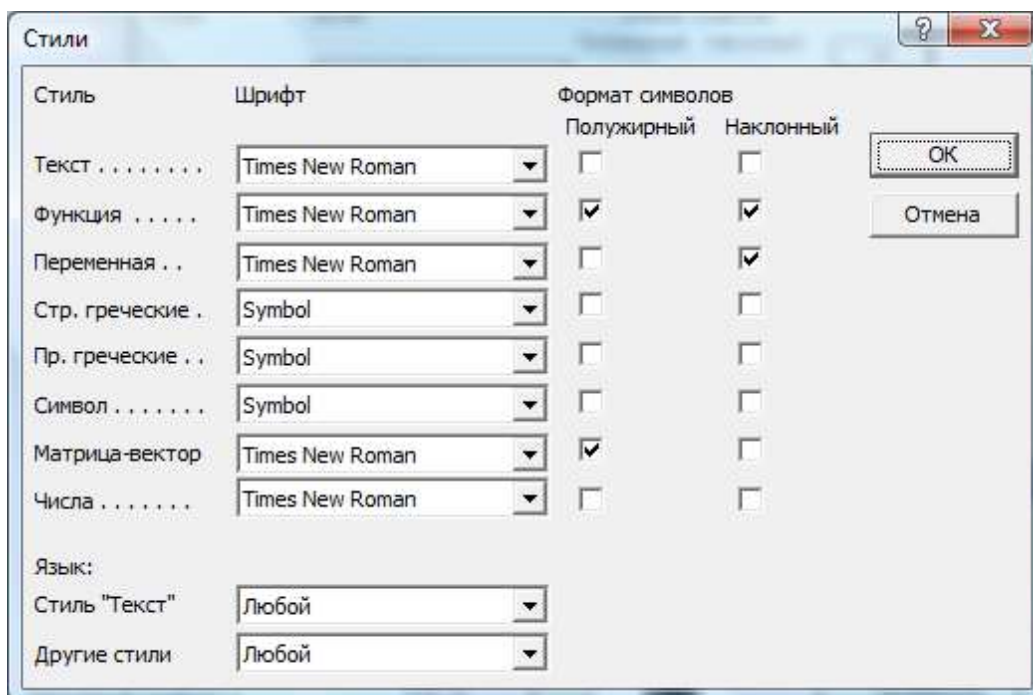 Стили
Стиль Шрифт Формат символов
Полужирный Наклонный
Текст . . . . . . . . Times New Roman OK
Функция . . . . . Times New Roman Отмена
Переменная . . Times New Roman
Стр. греческие . Symbol
Пр. греческие . . Symbol
Символ . . . . . . . Symbol
Матрица-вектор Times New Roman
Числа . . . . . . . Times New Roman
Язык:
Стиль "Текст" Любой
Другие стили Любой